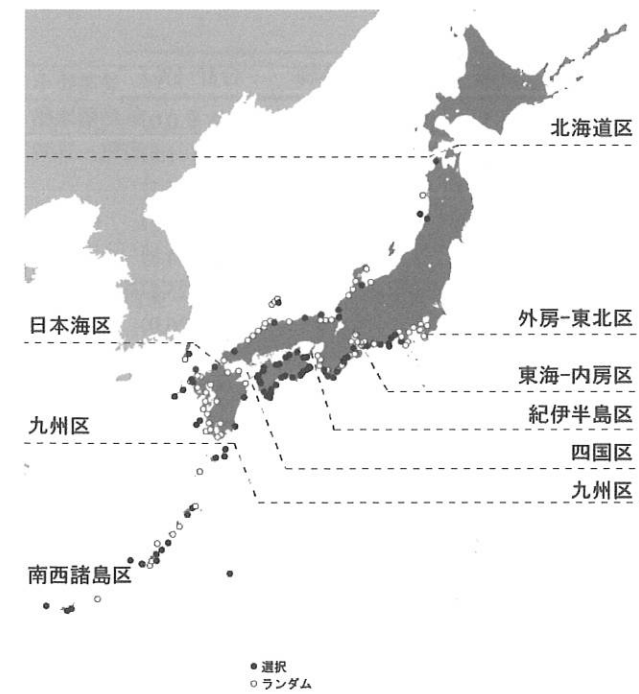 北海道区
日本海区
外房−東北区
東海−内房区
紀伊半島区
九州区
四国区
九州区
南西諸島区
選択
ランダム